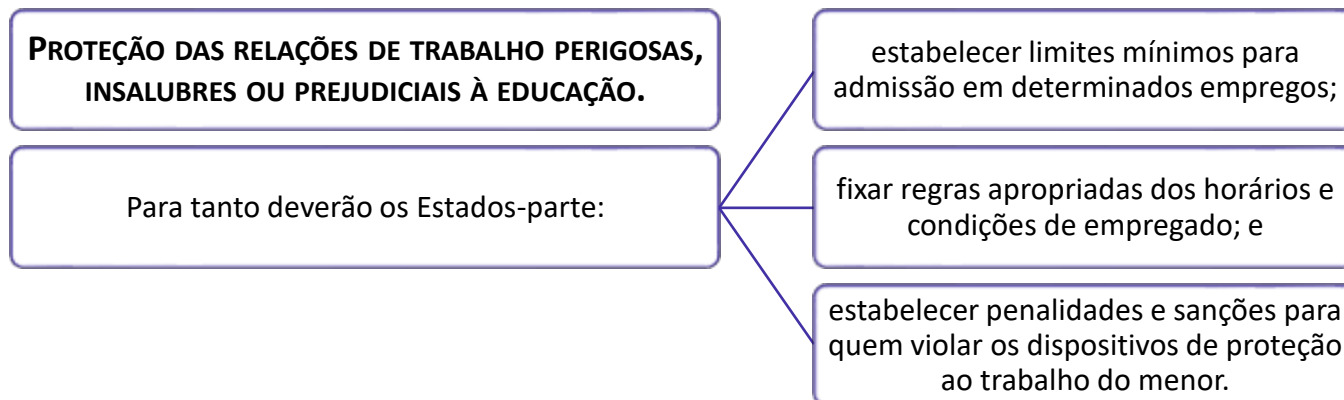 PROTEÇÃO DAS RELAÇÕES DE TRABALHO PERIGOSAS,
INSALUBRES OU PREJUDICIAIS À EDUCAÇÃO.
Para tanto deverão os Estados-parte:
estabelecer limites mínimos para
admissão em determinados empregos;
fixar regras apropriadas dos horários e
condições de empregado; e
estabelecer penalidades e sanções para
quem violar os dispositivos de proteção
ao trabalho do menor.